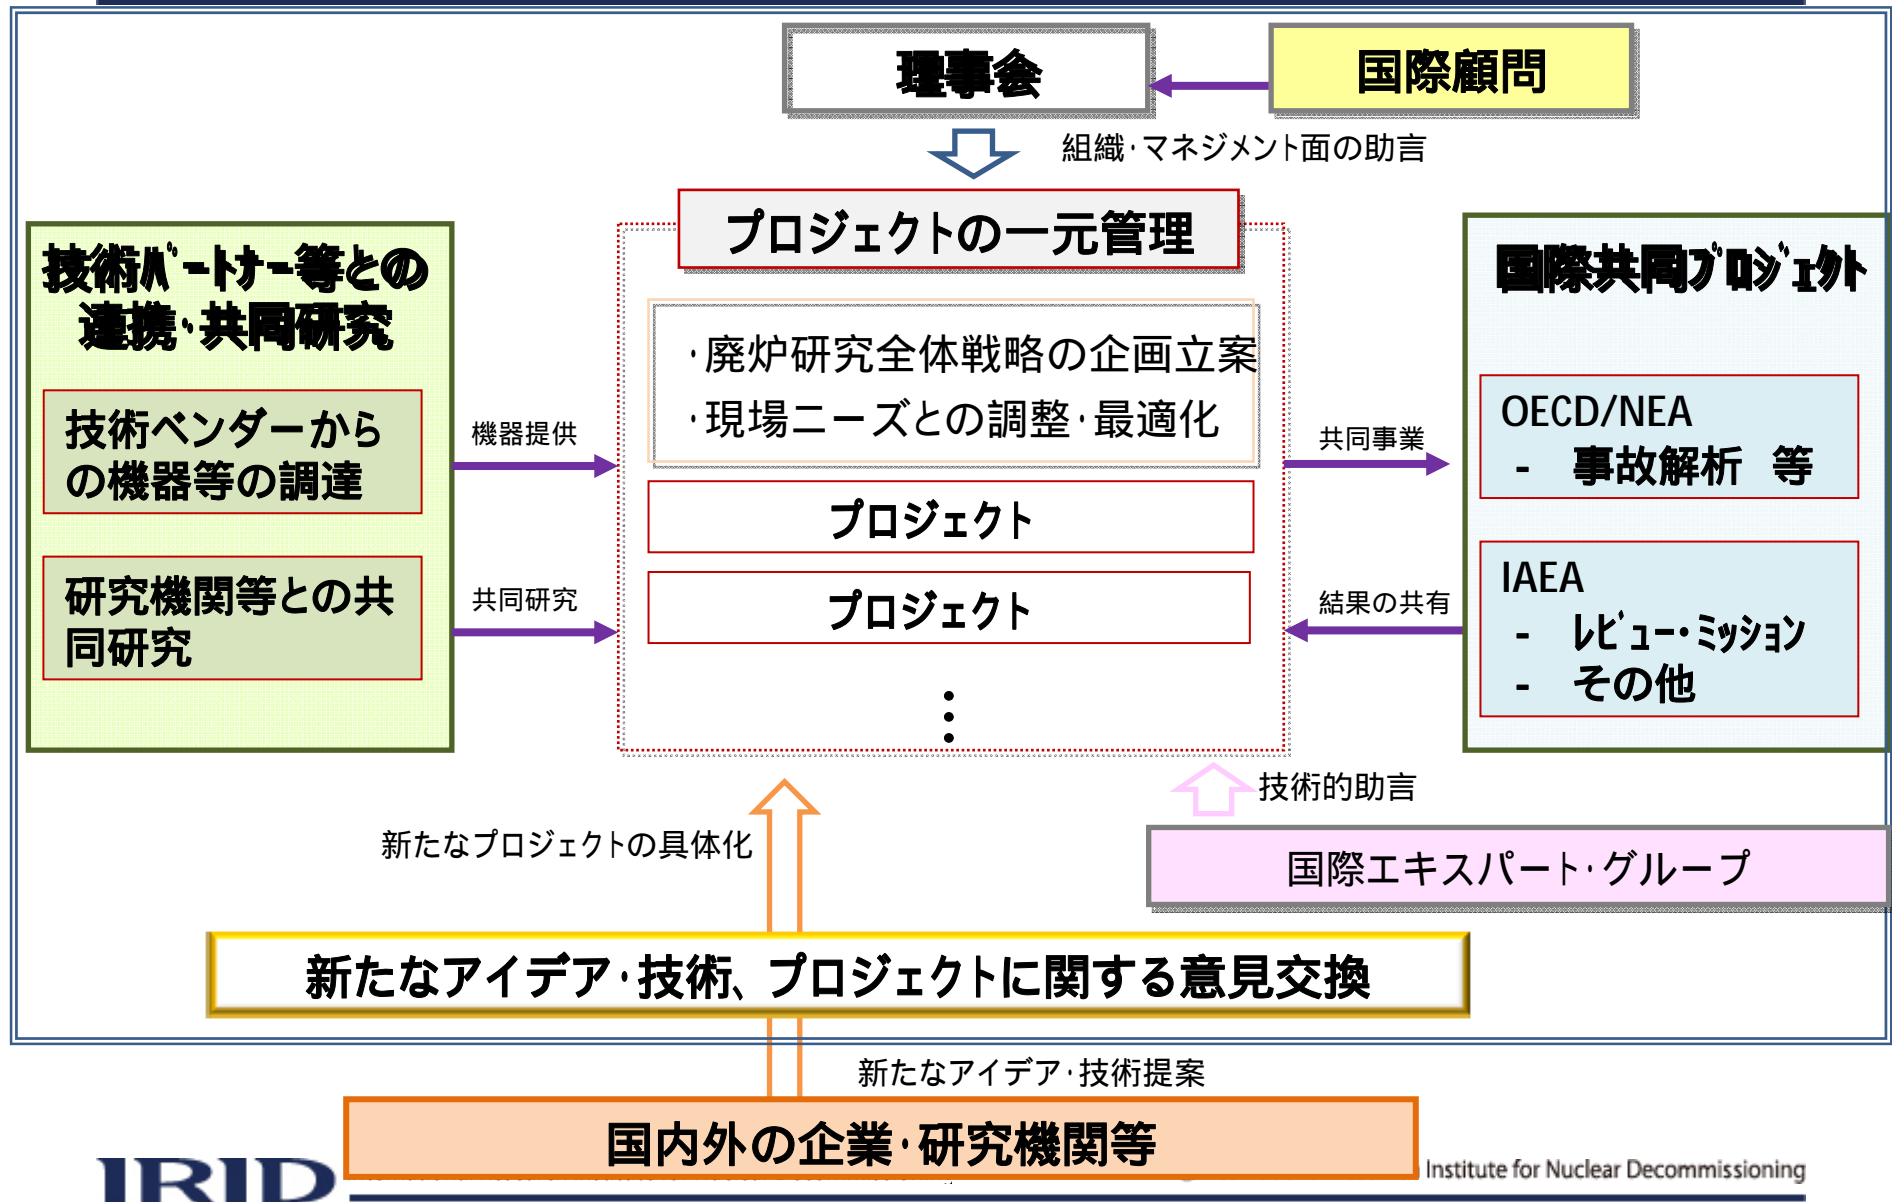 理事会
国際顧問
組織・マネジメント面の助言
プロジェクトの一元管理
技術パートナー等との
連携・共同研究
技術ベンダーから
の機器等の調達
研究機関等との共
同研究
機器提供
共同研究
・廃炉研究全体戦略の企画立案
・現場ニーズとの調整・最適化
プロジェクト
プロジェクト
共同事業
結果の共有
国際共同プロジェクト
OECD/NEA
- 事故解析 等
IAEA
- レビュー・ミッション
- その他
技術的助言
国際エキスパート・グループ
新たなプロジェクトの具体化
新たなアイデア・技術、プロジェクトに関する意見交換
新たなアイデア・技術提案
国内外の企業・研究機関等
IRID
Institute for Nuclear Decommissioning